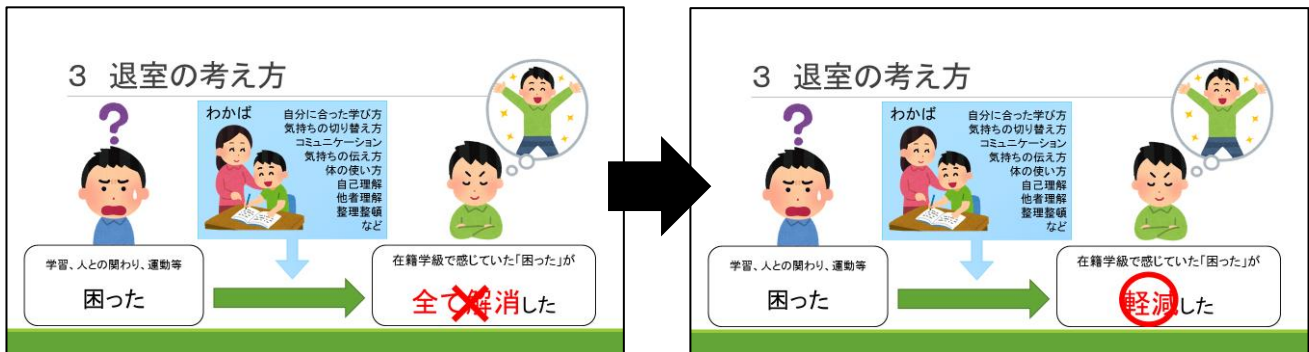 3 退室の考え方
?
わかば
自分に合った学び方
気持ちの切り替え方
コミュニケーション
気持ちの伝え方
体の使い方
自己理解
他者理解
整理整頓
など
学習、人との関わり、運動等
困った
在籍学級で感じていた「困った」が
全て解消した
3 退室の考え方
?
わかば
自分に合った学び方
気持ちの切り替え方
コミュニケーション
気持ちの伝え方
体の使い方
自己理解
他者理解
整理整頓
など
学習、人との関わり、運動等
困った
在籍学級で感じていた「困った」が
軽減した